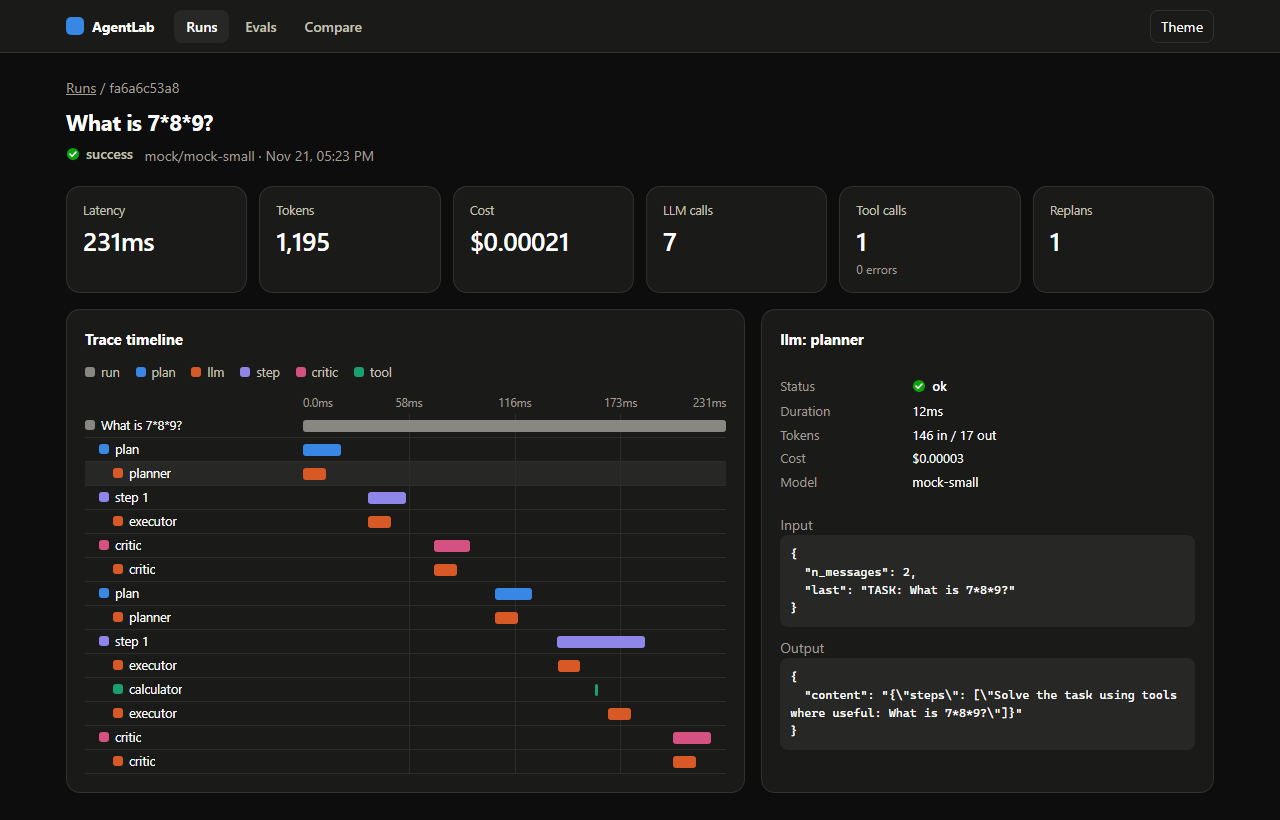 AgentLab Runs Evals Compare Theme
Runs / fa6a6c53a8
What is 7*8*9?
success mock/mock-small · Nov 21, 05:23 PM
Latency
231ms
Tokens
1,195
Cost
$0.00021
LLM calls
7
Tool calls
1
0 errors
Replans
1
Trace timeline
run plan llm step critic tool
0.0ms 58ms 116ms 173ms 231ms
What is 7*8*9?
plan
planner
step 1
executor
critic
critic
plan
planner
step 1
executor
calculator
executor
critic
critic
llm: planner
Status ok
Duration 12ms
Tokens 146 in / 17 out
Cost $0.00003
Model mock-small
Input
{
"n_messages": 2,
"last": "TASK: What is 7*8*9?"
}
Output
{
"content": "{\"steps\": [\"Solve the task using tools
where useful: What is 7*8*9?\"]}"
}